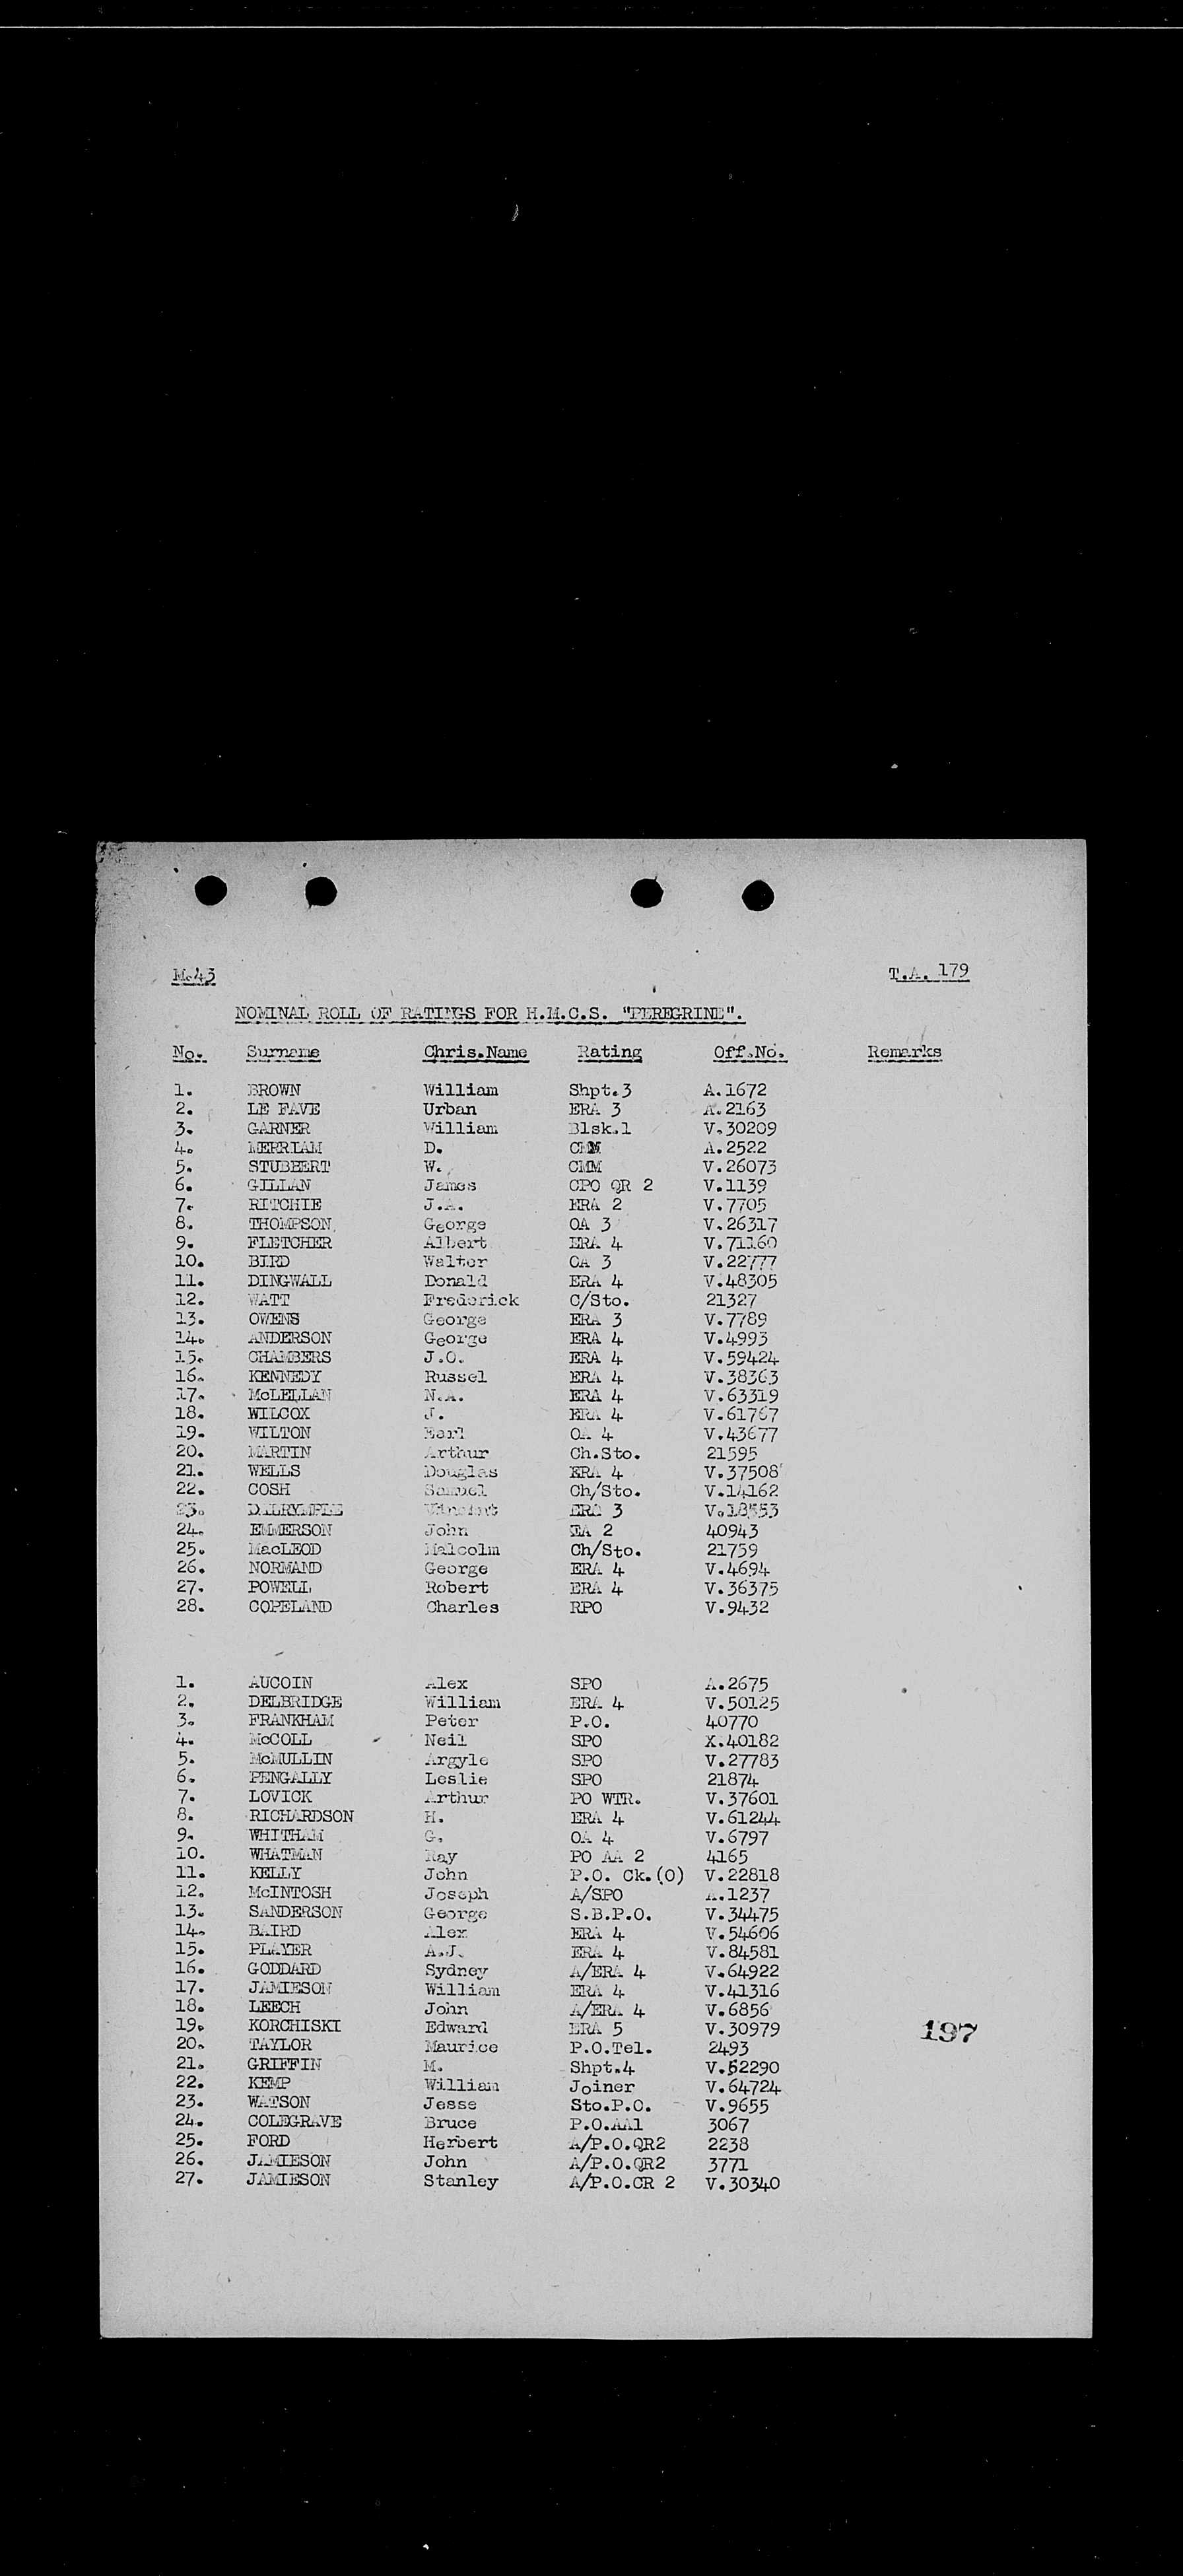 M.43 T.A. 179
NOMINAL ROLL OF RATINGS FOR H.M.C.S. "PEREGRINE".
No. Surname Chris.Name Rating Off.No. Remarks
1. BROWN William Shpt.3 A.1672
2. LE FAVE Urban ERA 3 A.2163
3. GARNER William Blsk.1 V.30209
4. MERRIAM D. CMM A.2522
5. STUBBERT W. CMM V.26073
6. GILLAN James CPO QR 2 V.1139
7. RITCHIE J.A. ERA 2 V.7705
8. THOMPSON George OA 3 V.26317
9. FLETCHER Albert ERA 4 V.71160
10. BIRD Walter OA 3 V.22777
11. DINGWALL Donald ERA 4 V.48305
12. WATT Frederick C/Sto. 21327
13. OWENS George ERA 3 V.7789
14. ANDERSON George ERA 4 V.4993
15. CHAMBERS J.O. ERA 4 V.59424
16. KENNEDY Russel ERA 4 V.38363
17. McLELLAN N.A. ERA 4 V.63319
18. WILCOX J. ERA 4 V.61767
19. WILTON Earl OA 4 V.43677
20. MARTIN Arthur Ch.Sto. 21595
21. WELLS Douglas ERA 4 V.37508
22. COSH Samuel Ch/Sto. V.14162
23. DALRYMPLE ERA 3 V.18553
24. EMMERSON John EA 2 40943
25. MacLEOD Malcolm Ch/Sto. 21759
26. NORMAND George ERA 4 V.4694
27. POWELL Robert ERA 4 V.36375
28. COPELAND Charles RPO V.9432
1. AUCOIN Alex SPO A.2675
2. DELBRIDGE William ERA 4 V.50125
3. FRANKHAM Peter P.O. 40770
4. McCOLL Neil SPO X.40182
5. McMULLIN Argyle SPO V.27783
6. PENGALLY Leslie SPO 21874
7. LOVICK Arthur PO WTR. V.37601
8. RICHARDSON H. ERA 4 V.61244
9. WHITHAM G. OA 4 V.6797
10. WHATMAN Ray PO AA 2 4165
11. KELLY John P.O. Ck.(O) V.22818
12. McINTOSH Joseph A/SPO A.1237
13. SANDERSON George S.B.P.O. V.34475
14. BAIRD Alex ERA 4 V.54606
15. PLAYER A.J. ERA 4 V.84581
16. GODDARD Sydney A/ERA 4 V.64922
17. JAMIESON William ERA 4 V.41316
18. LEECH John A/ERA 4 V.6856
19. KORCHISKI Edward ERA 5 V.30979
197
20. TAYLOR Maurice P.O.Tel. 2493
21. GRIFFIN M. Shpt.4 V.52290
22. KEMP William Joiner V.64724
23. WATSON Jesse Sto.P.O. V.9655
24. COLEGRAVE Bruce P.O.AA1 3067
25. FORD Herbert A/P.O.QR2 2238
26. JAMIESON John A/P.O.QR2 3771
27. JAMIESON Stanley A/P.O.CR 2 V.30340